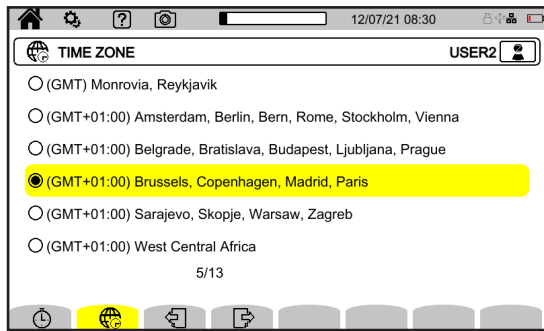 ? 12/07/21 08:30
TIME ZONE USER2
(GMT) Monrovia, Reykjavik
(GMT+01:00) Amsterdam, Berlin, Bern, Rome, Stockholm, Vienna
(GMT+01:00) Belgrade, Bratislava, Budapest, Ljubljana, Prague
(GMT+01:00) Brussels, Copenhagen, Madrid, Paris
(GMT+01:00) Sarajevo, Skopje, Warsaw, Zagreb
(GMT+01:00) West Central Africa
5/13